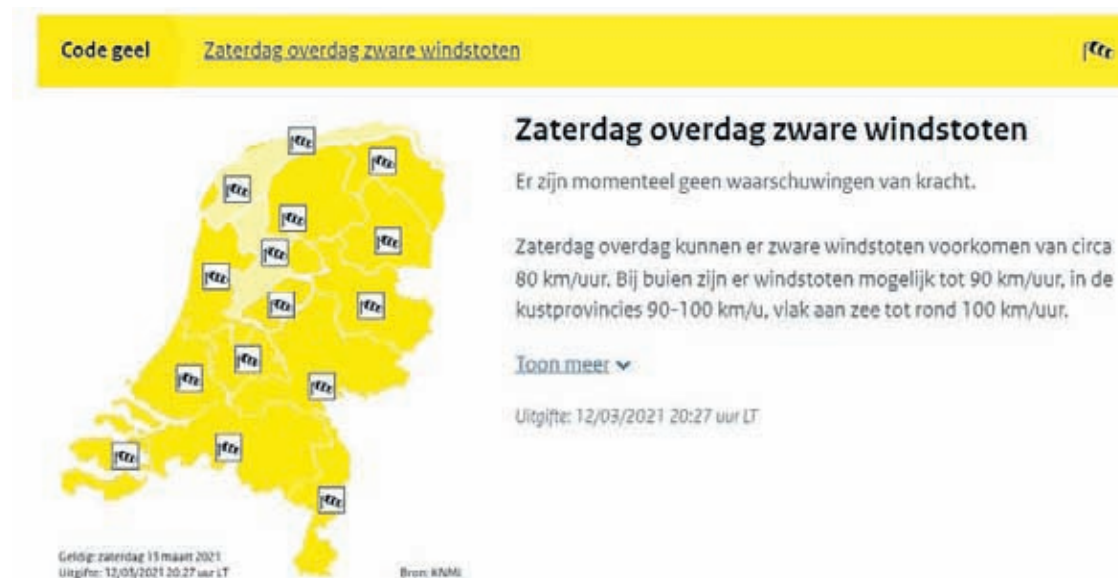 Code geel
Zaterdag overdag zware windstoten
Zaterdag overdag zware windstoten
Er zijn momenteel geen waarschuwingen van kracht.
Zaterdag overdag kunnen er zware windstoten voorkomen van circa
80 km/uur. Bij buien zijn er windstoten mogelijk tot 90 km/uur, in de
kustprovincies 90-100 km/u, vlak aan zee tot rond 100 km/uur.
Toon meer
Uitgifte: 12/03/2021 20:27 uur LT
Geldig: zaterdag 13 maart 2021
Uitgifte: 12/03/2021 20:27 uur LT
Bron: KNMI